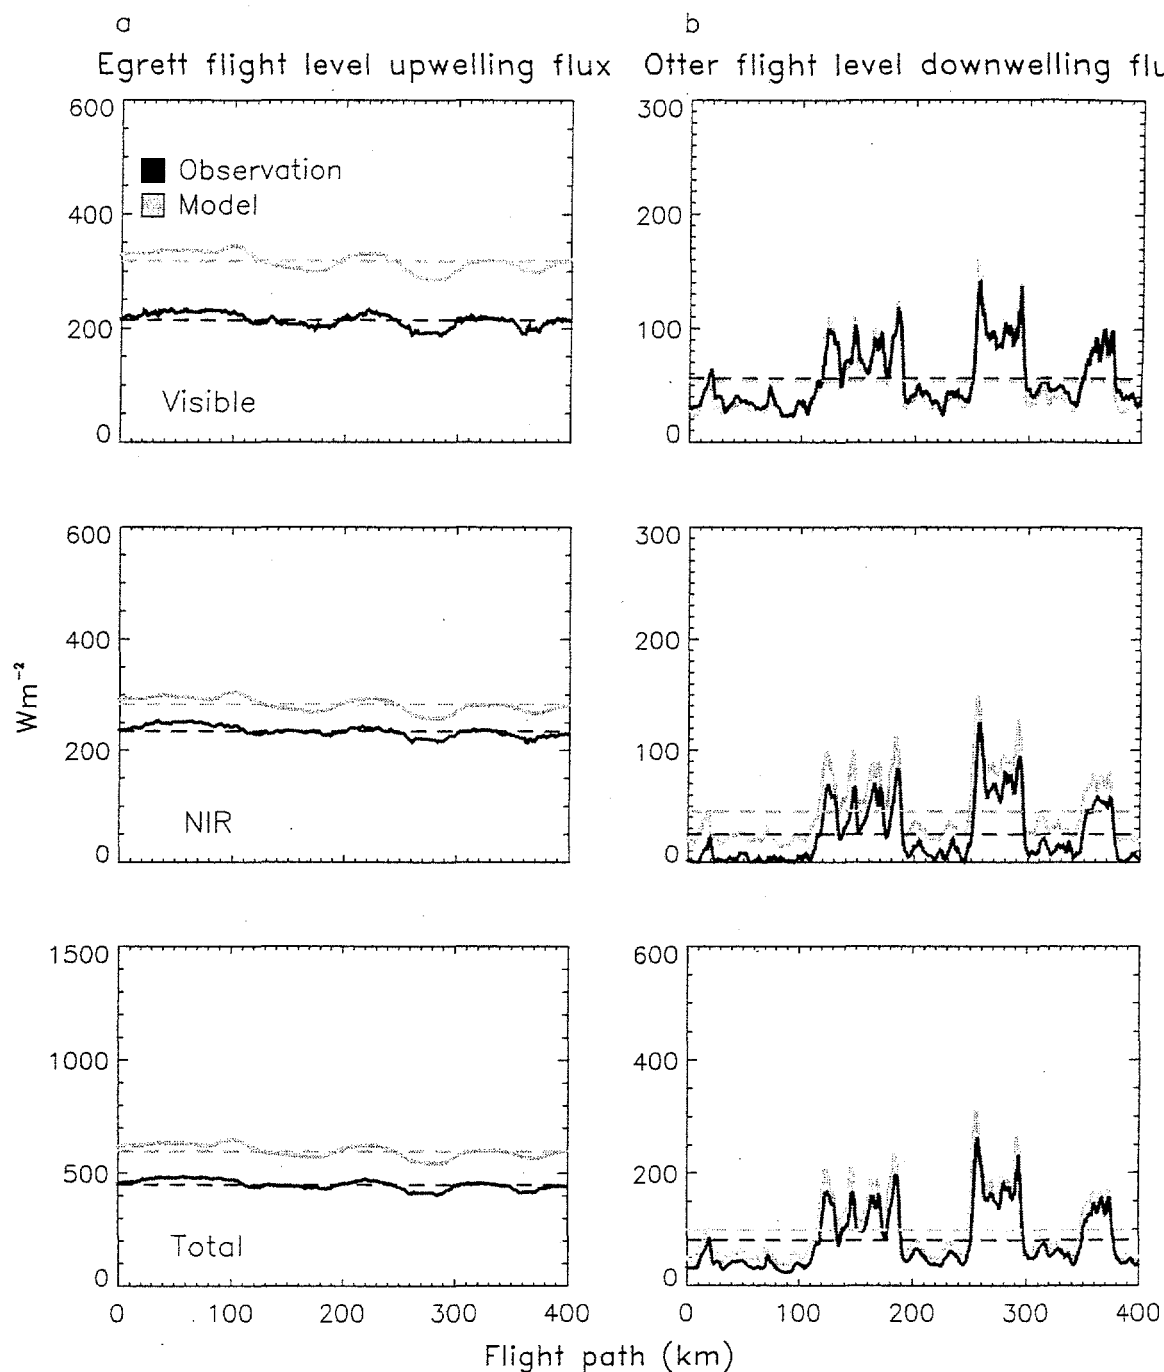 a
b
Egrett flight level upwelling flux
Otter flight level downwelling flu
600
400
200
0
Observation
Model
Visible
300
200
100
0
600
400
200
0
NIR
300
200
100
0
Wm⁻²
1500
1000
500
0
Total
600
400
200
0
0 100 200 300 400
0 100 200 300 400
Flight path (km)